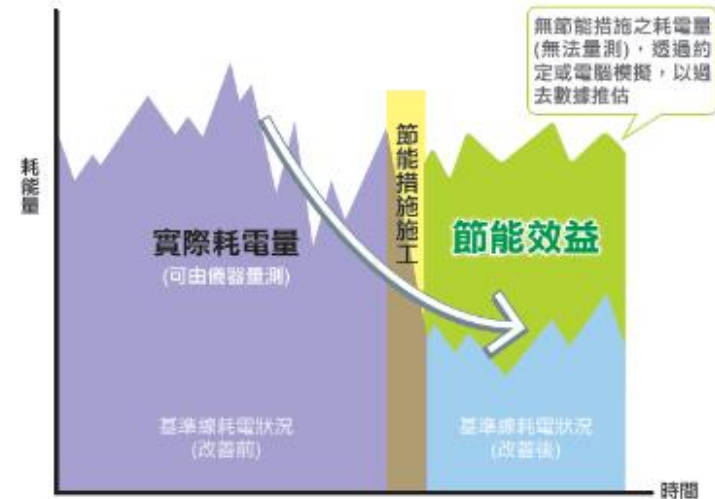 無節能措施之耗電量
(無法量測)，透過約
定或電腦模擬，以過
去數據推估
耗能量
節能措施施工
實際耗電量
(可由儀器量測)
節能效益
基準線耗電狀況
(改善前)
基準線耗電狀況
(改善後)
時間